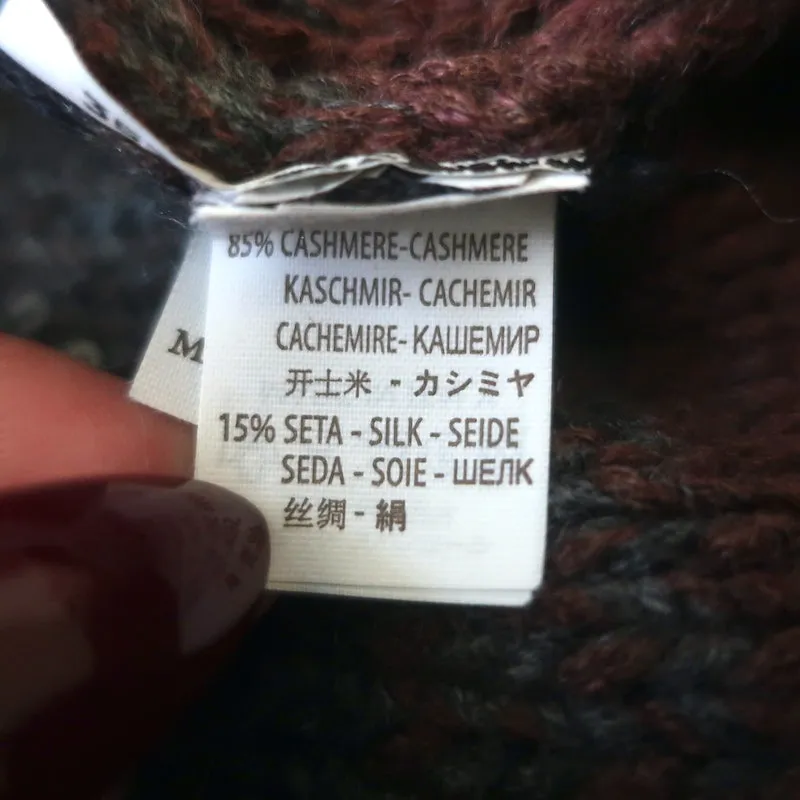 38
M
85% CASHMERE-CASHMERE
KASCHMIR- CACHEMIR
CACHEMIRE- КАШЕМИР
开士米 - カシミヤ
15% SETA - SILK - SEIDE
SEDA - SOIE - ШЕЛК
丝绸 - 絹